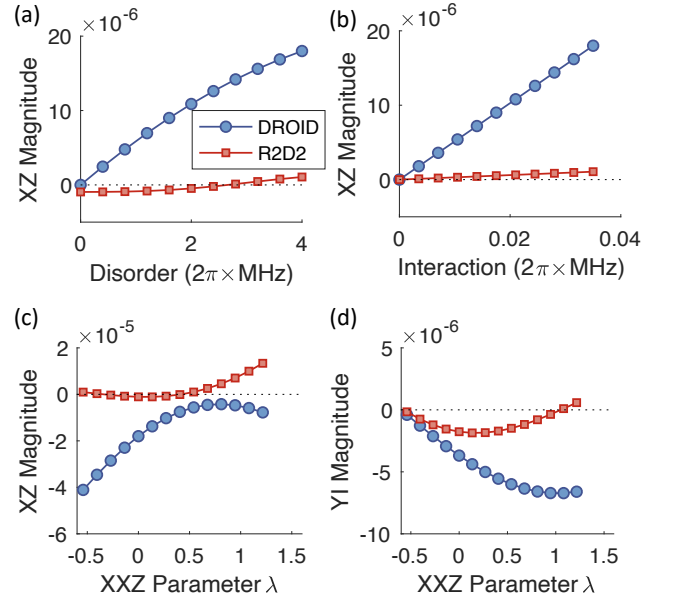 (a)
×10⁻⁶
XZ Magnitude
20
10
0
DROID
R2D2
0
2
4
Disorder (2π×MHz)
(b)
×10⁻⁶
XZ Magnitude
20
10
0
0
0.02
0.04
Interaction (2π×MHz)
(c)
×10⁻⁵
XZ Magnitude
2
0
-2
-4
-6
-0.5
0
0.5
1
1.5
XXZ Parameter λ
(d)
×10⁻⁶
YI Magnitude
5
0
-5
-10
-0.5
0
0.5
1
1.5
XXZ Parameter λ